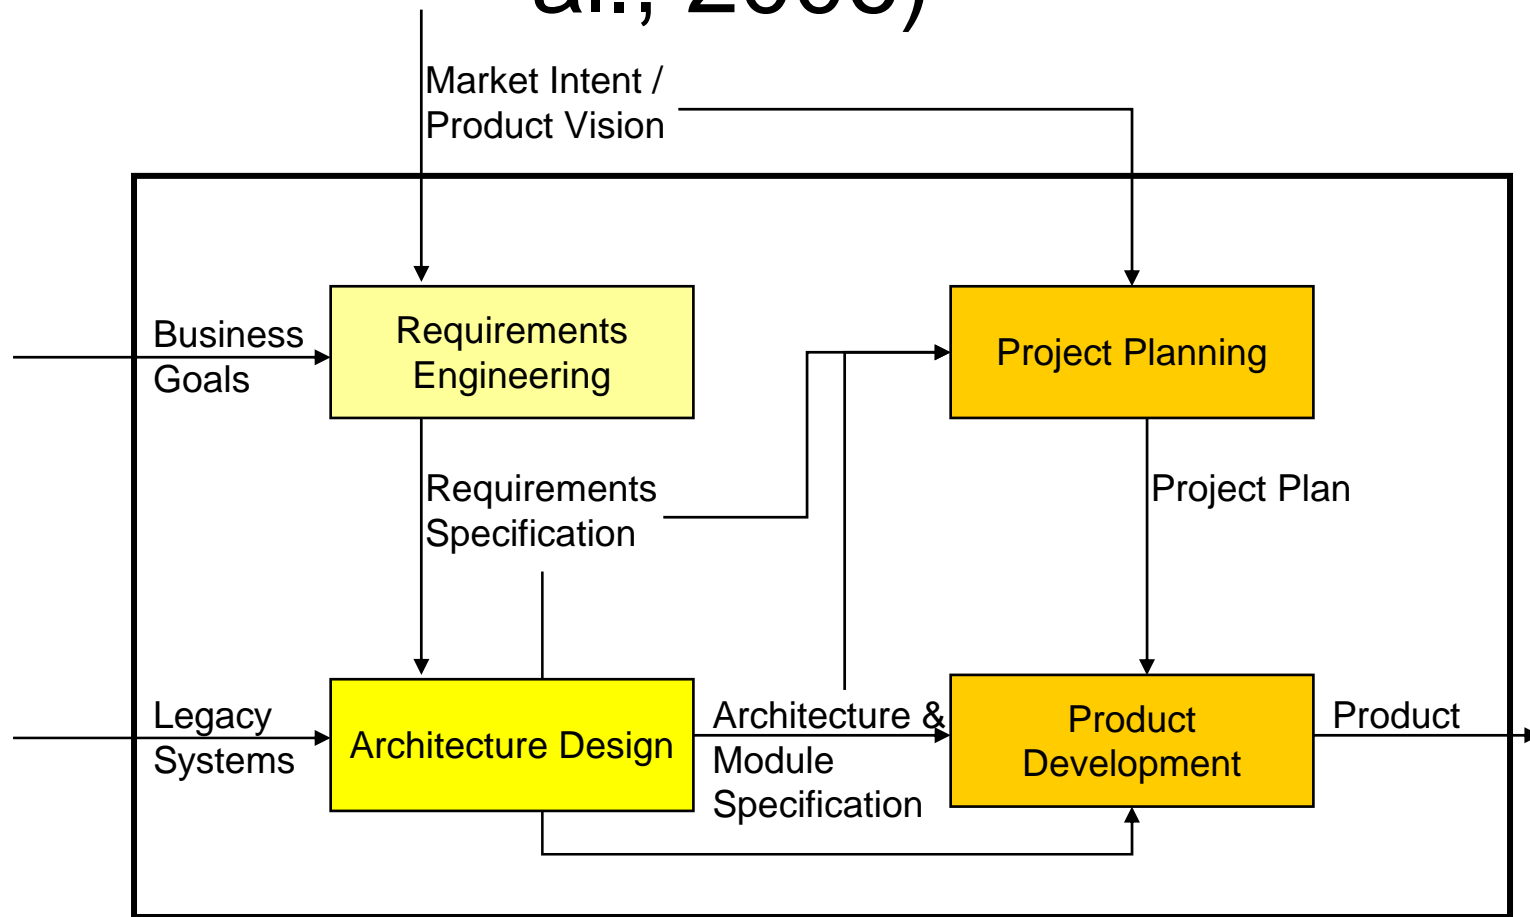 Market Intent /
Product Vision
Business
Goals
Requirements
Engineering
Project Planning
Requirements
Specification
Project Plan
Legacy
Systems
Architecture Design
Architecture &
Module
Specification
Product
Development
Product